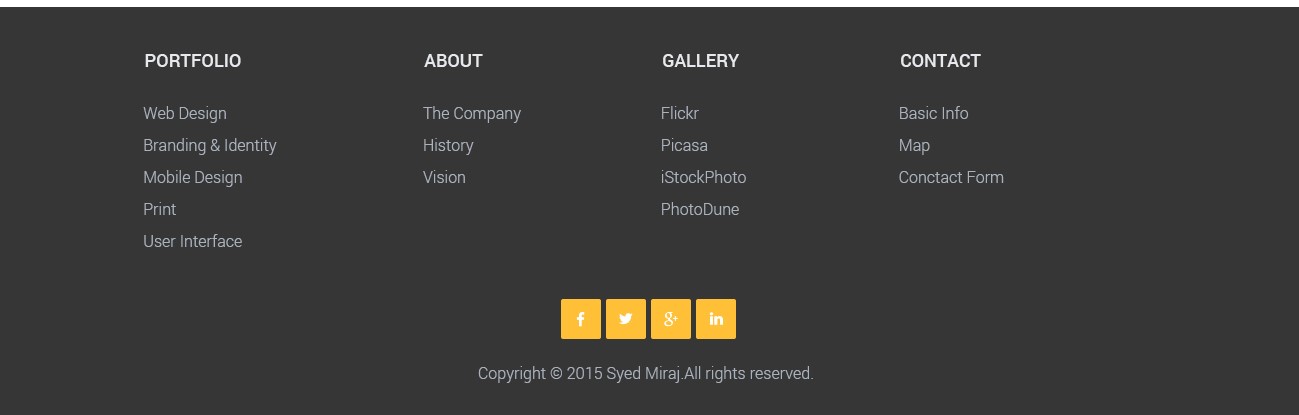 PORTFOLIO
Web Design
Branding & Identity
Mobile Design
Print
User Interface
ABOUT
The Company
History
Vision
GALLERY
Flickr
Picasa
iStockPhoto
PhotoDune
CONTACT
Basic Info
Map
Conctact Form
Copyright © 2015 Syed Miraj.All rights reserved.